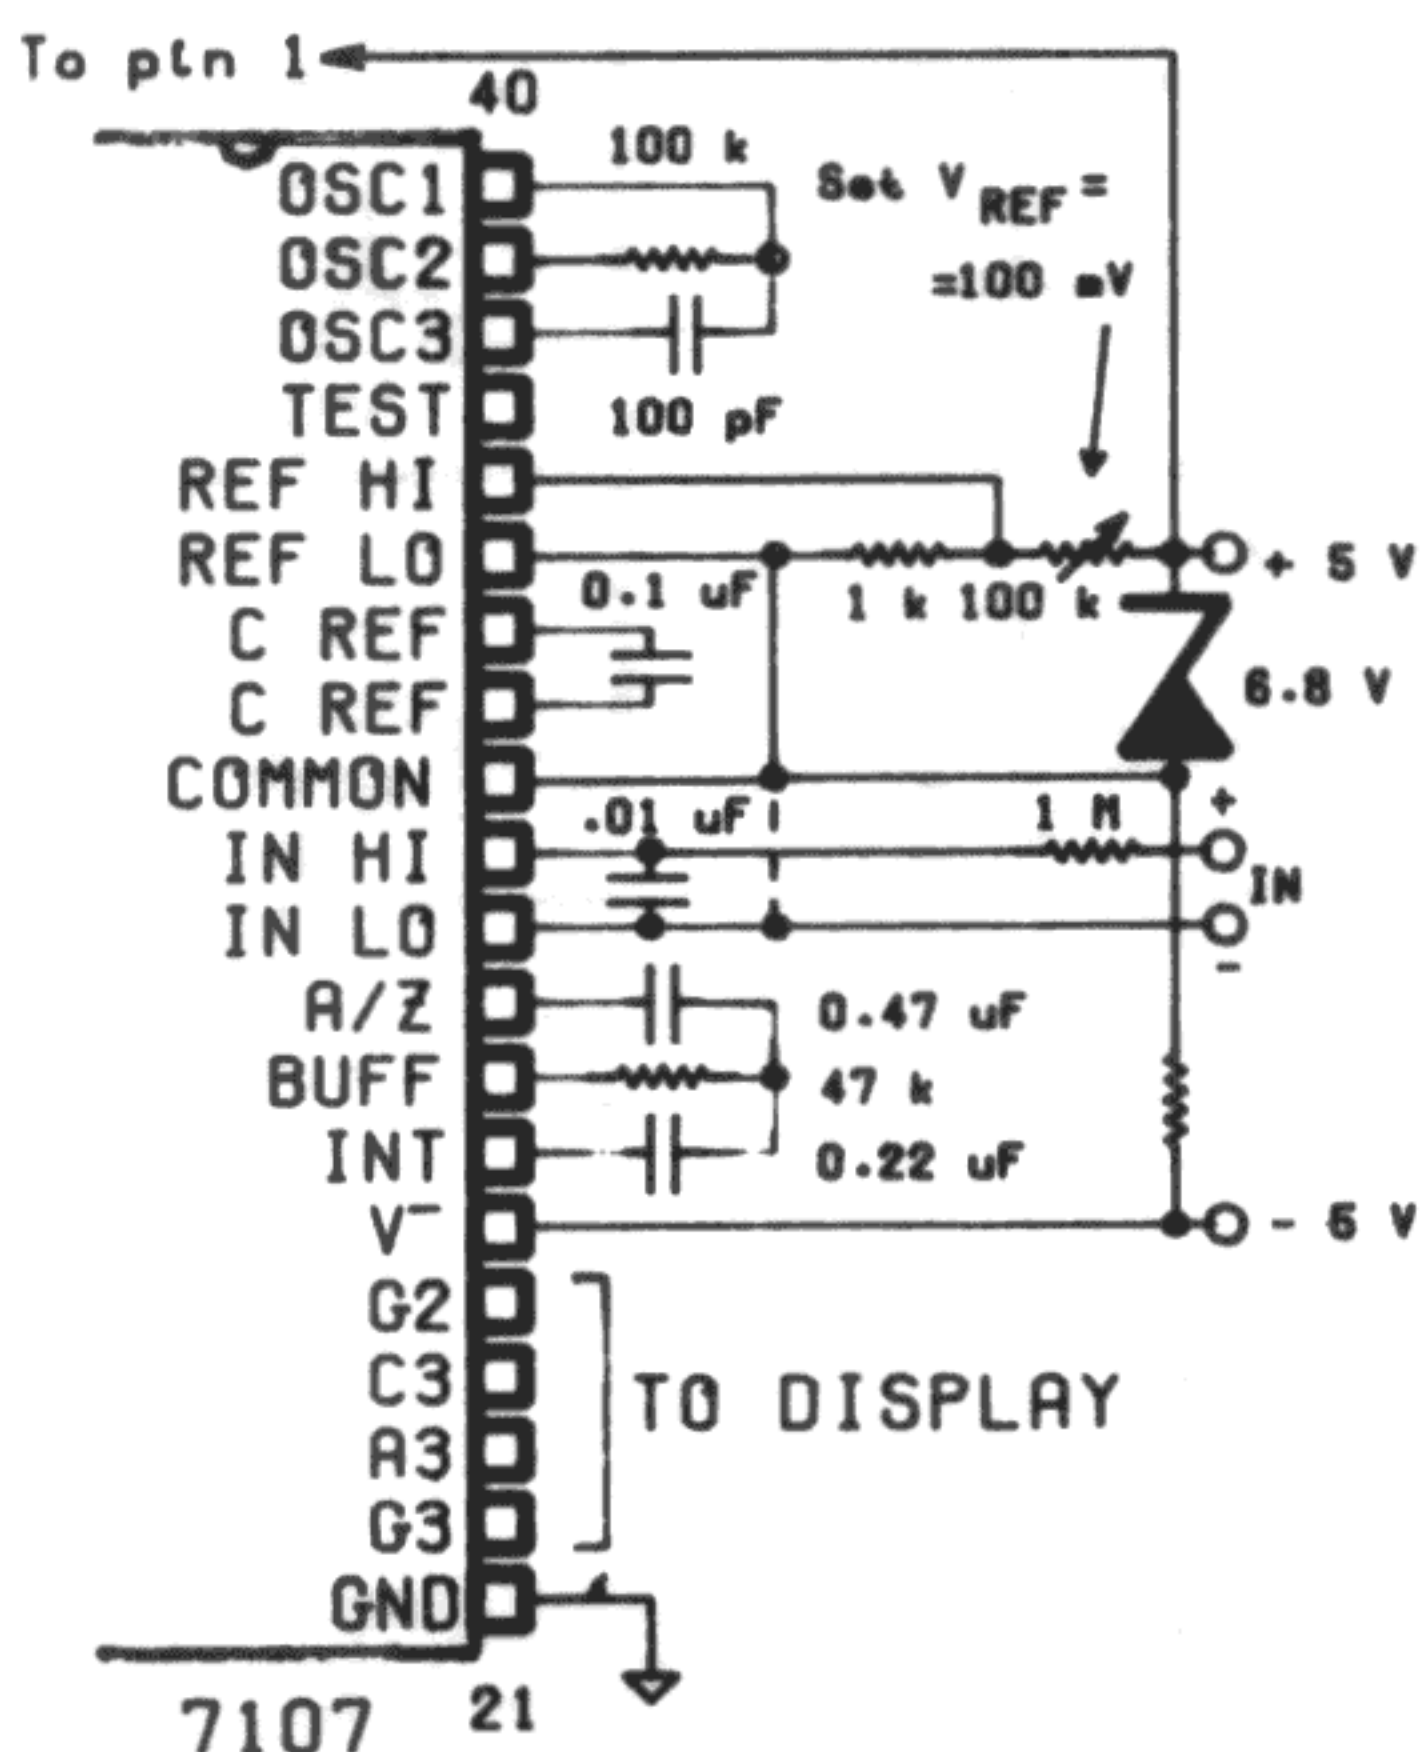 To pin 1
40
OSC1
100 k
Set V REF =
=100 mV
OSC2
OSC3
100 pF
TEST
REF HI
REF LO
+ 5 V
0.1 uF
1 k 100 k
C REF
C REF
6.8 V
COMMON
.01 uF
1 M
+
IN HI
IN
IN LO
-
A/Z
0.47 uF
BUFF
47 k
INT
0.22 uF
V-
- 5 V
G2
C3
TO DISPLAY
A3
G3
GND
21
7107